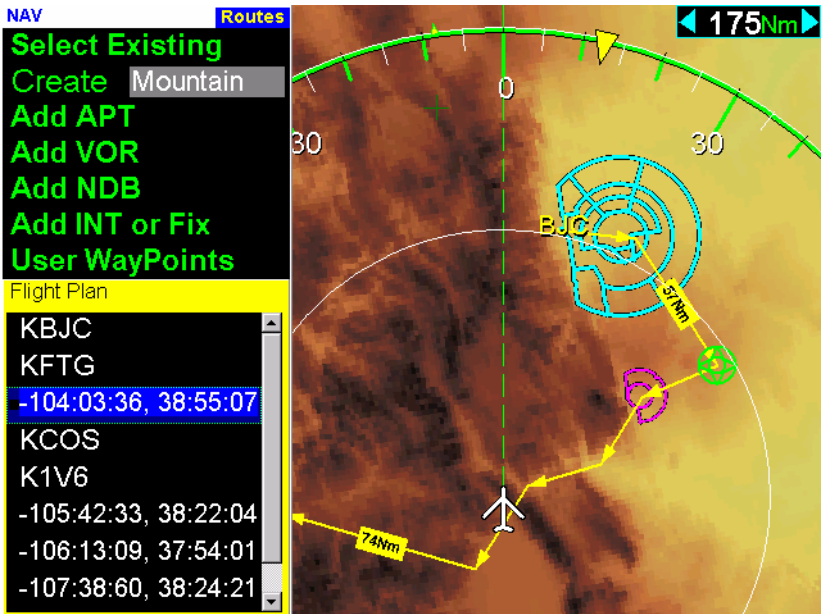 NAV Routes
Select Existing
Create Mountain
Add APT
Add VOR
Add NDB
Add INT or Fix
User WayPoints
Flight Plan
KBJC
KFTG
-104:03:36, 38:55:07
KCOS
K1V6
-105:42:33, 38:22:04
-106:13:09, 37:54:01
-107:38:60, 38:24:21
175Nm
0
30
30
BJC
57Nm
74Nm